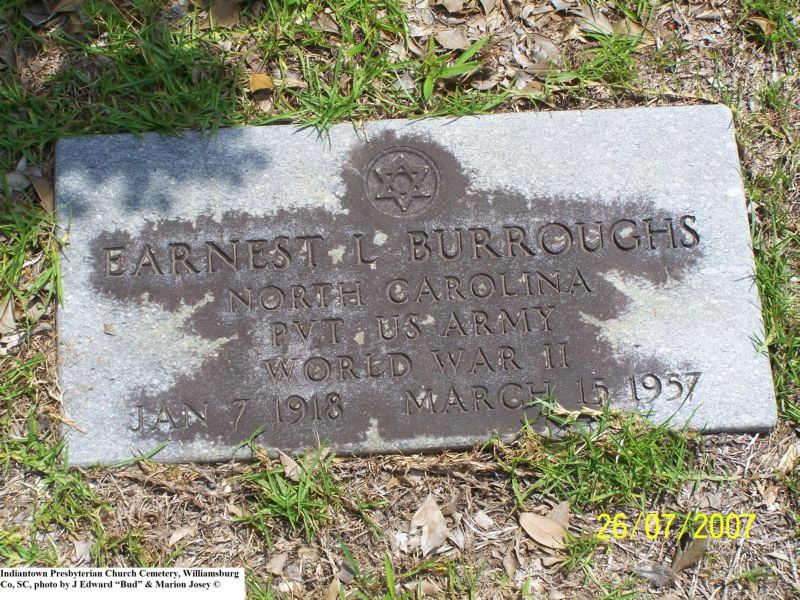 EARNEST L BURROUGHS
NORTH CAROLINA
PVT US ARMY
WORLD WAR II
JAN 7 1918 MARCH 15 1957
26/07/2007
Indiantown Presbyterian Church Cemetery, Williamsburg
Co, SC, photo by J Edward “Bud” & Marion Josey ©